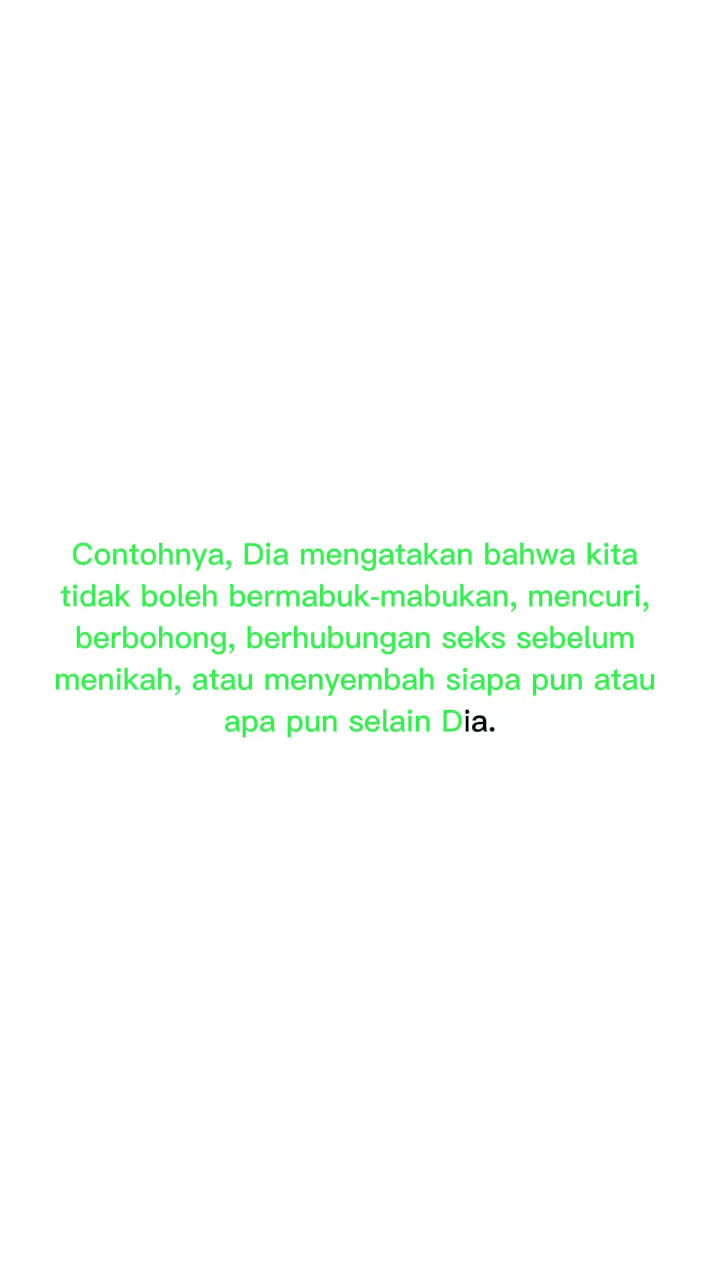 Contohnya, Dia mengatakan bahwa kita
tidak boleh bermabuk-mabukan, mencuri,
berbohong, berhubungan seks sebelum
menikah, atau menyembah siapa pun atau
apa pun selain Dia.